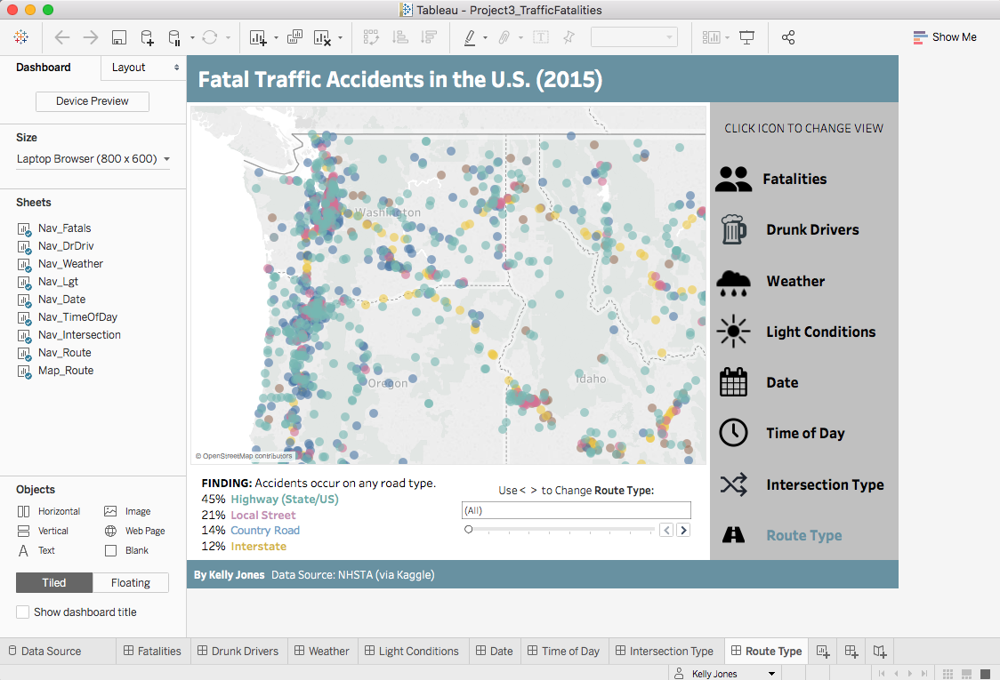 Tableau - Project3_TrafficFatalities
Show Me
Dashboard
Layout
Device Preview
Size
Laptop Browser (800 x 600)
Sheets
Nav_Fatals
Nav_DrDriv
Nav_Weather
Nav_Lgt
Nav_Date
Nav_TimeOfDay
Nav_Intersection
Nav_Route
Map_Route
Objects
Horizontal
Image
Vertical
Web Page
Text
Blank
Tiled
Floating
Show dashboard title
Fatal Traffic Accidents in the U.S. (2015)
Washington
Oregon
Idaho
© OpenStreetMap contributors
CLICK ICON TO CHANGE VIEW
Fatalities
Drunk Drivers
Weather
Light Conditions
Date
Time of Day
Intersection Type
Route Type
FINDING: Accidents occur on any road type.
45% Highway (State/US)
21% Local Street
14% Country Road
12% Interstate
Use < > to Change Route Type:
(All)
By Kelly Jones Data Source: NHSTA (via Kaggle)
Data Source
Fatalities
Drunk Drivers
Weather
Light Conditions
Date
Time of Day
Intersection Type
Route Type
Kelly Jones